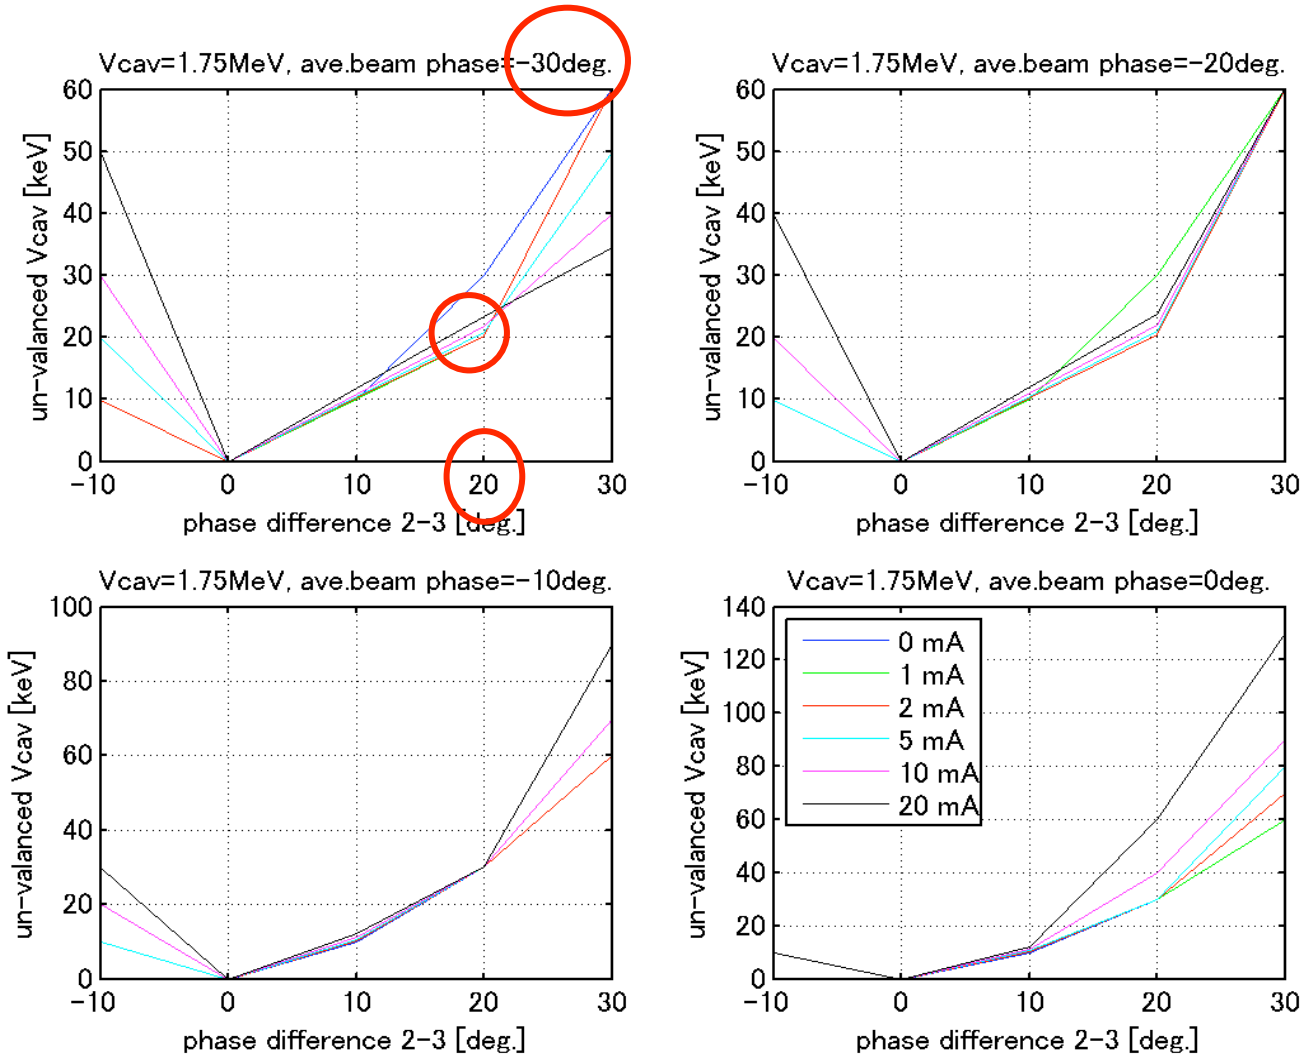 Vcav=1.75MeV, ave.beam phase=-30deg.
60
50
40
30
20
10
0
un-valanced Vcav [keV]
-10 0 10 20 30
phase difference 2-3 [deg.]
Vcav=1.75MeV, ave.beam phase=-20deg.
60
50
40
30
20
10
0
un-valanced Vcav [keV]
-10 0 10 20 30
phase difference 2-3 [deg.]
Vcav=1.75MeV, ave.beam phase=-10deg.
100
80
60
40
20
0
un-valanced Vcav [keV]
-10 0 10 20 30
phase difference 2-3 [deg.]
Vcav=1.75MeV, ave.beam phase=0deg.
140
120
100
80
60
40
20
0
un-valanced Vcav [keV]
0 mA
1 mA
2 mA
5 mA
10 mA
20 mA
-10 0 10 20 30
phase difference 2-3 [deg.]